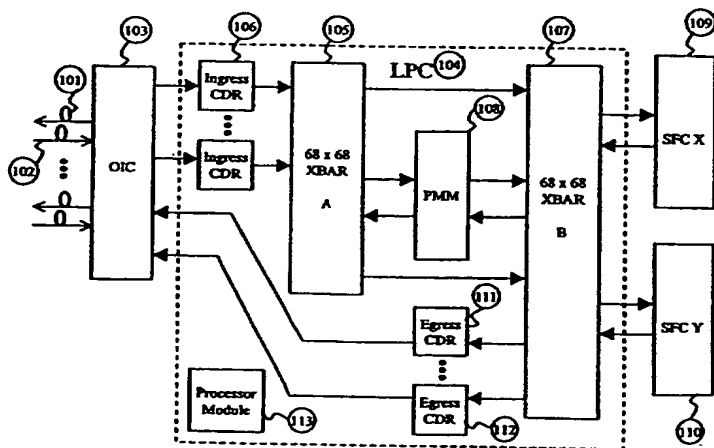 103
106
105
107
109
101
Ingress
CDR
LPC
104
108
102
OIC
Ingress
CDR
68 x 68
XBAR
A
PMM
68 x 68
XBAR
B
SFC X
111
Egress
CDR
SFC Y
Processor
Module
113
Egress
CDR
112
110